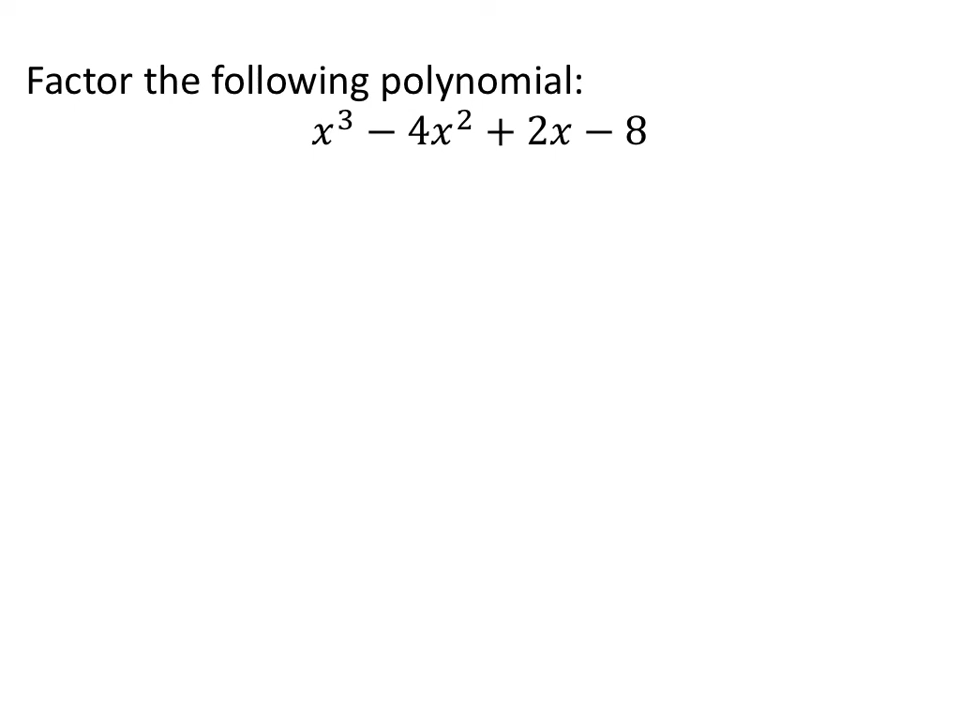 Factor the following polynomial:
𝑥³ − 4𝑥² + 2𝑥 − 8